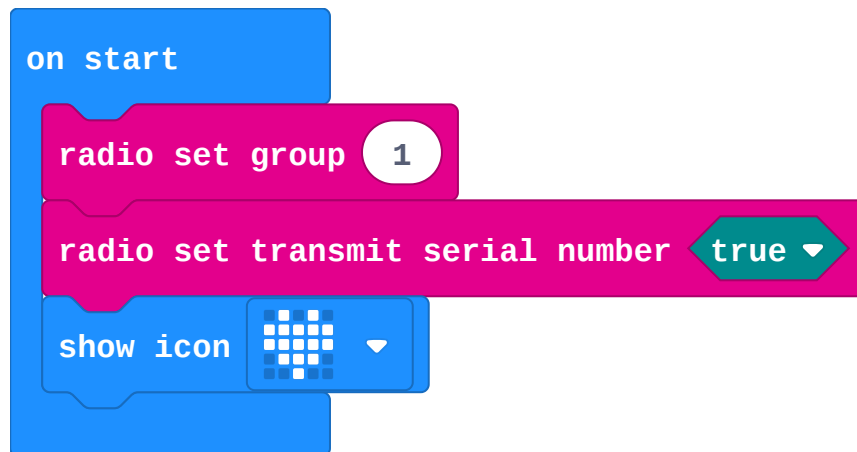 on start
radio set group 1
radio set transmit serial number true
show icon